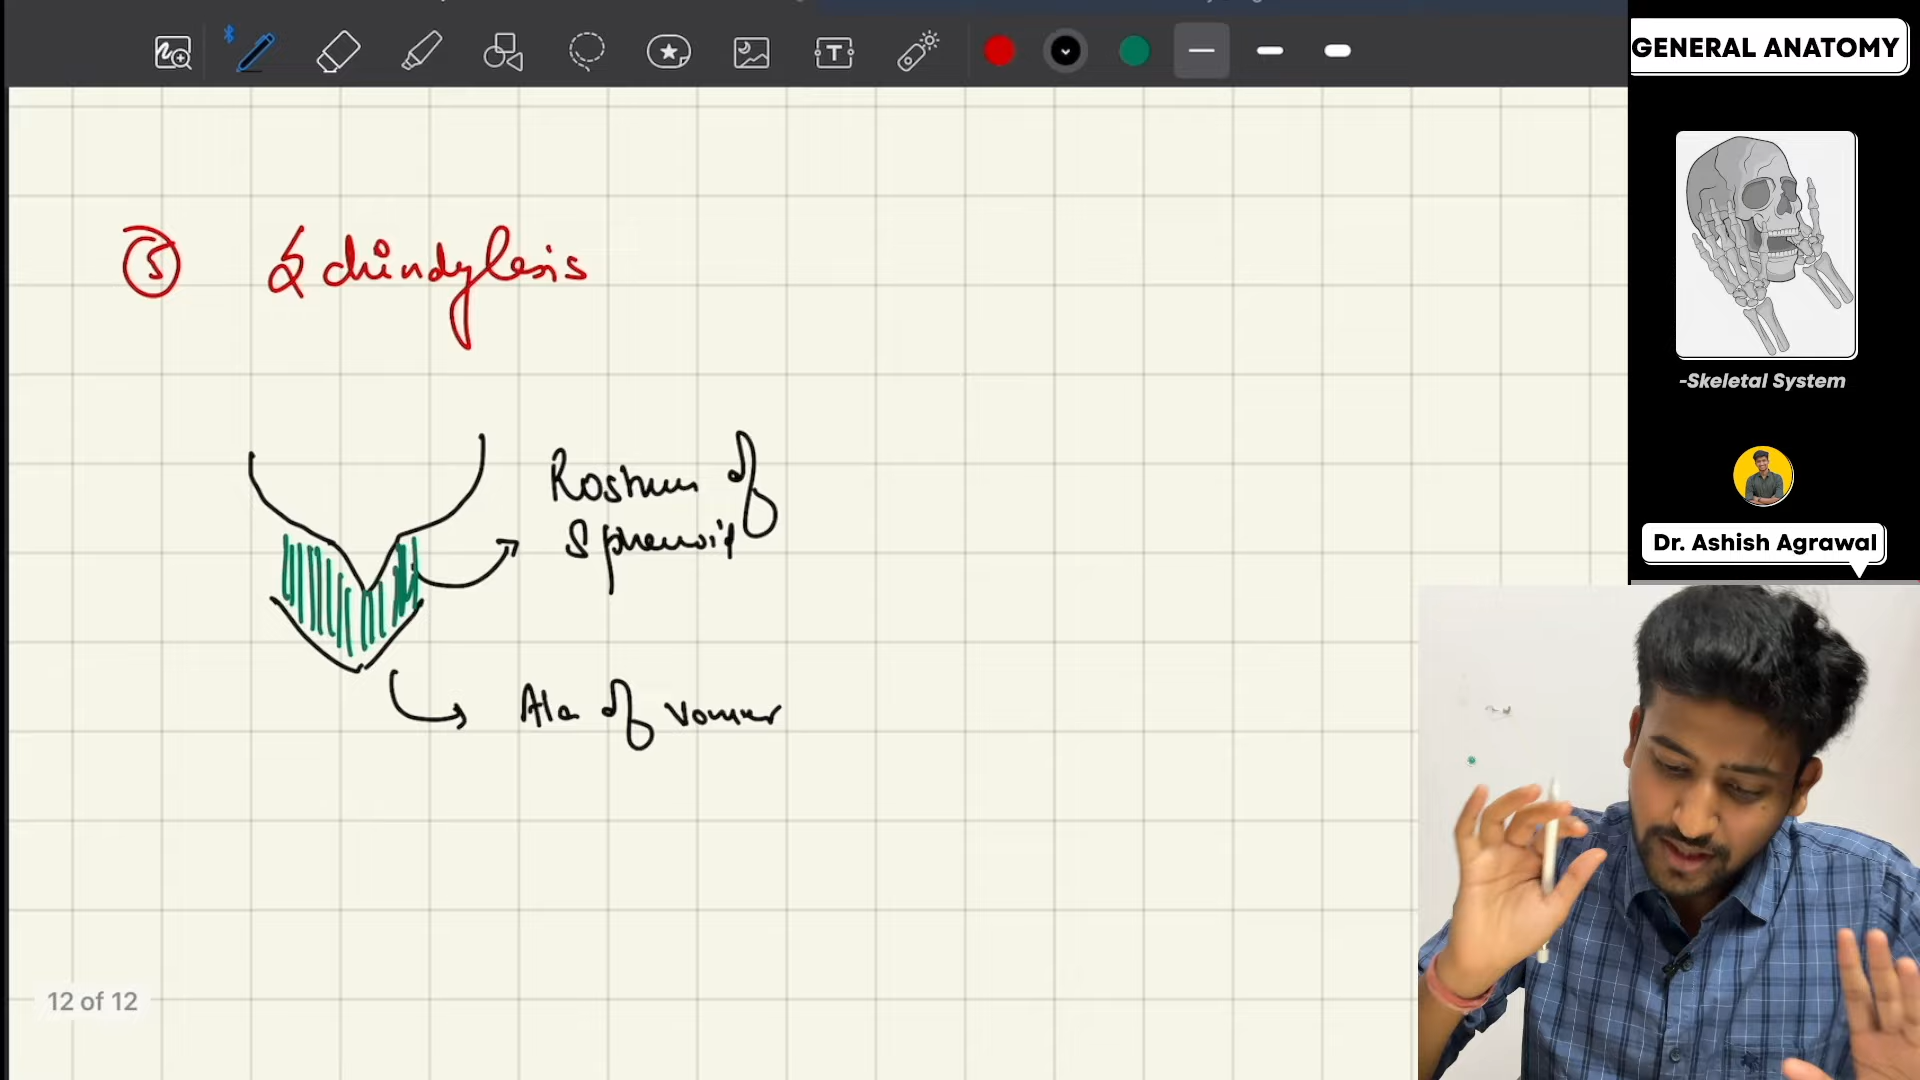 GENERAL ANATOMY
T
⑤ Schindylesis
Rostrum of
Sphenoid
Ala of vomer
-Skeletal System
Dr. Ashish Agrawal
12 of 12